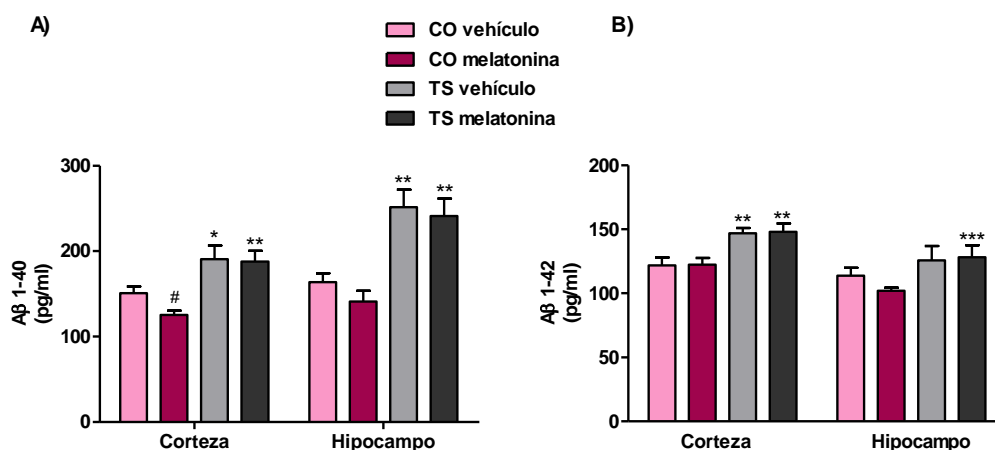 A)
CO vehículo
CO melatonina
TS vehículo
TS melatonina
B)
Aβ 1-40
(pg/ml)
300
200
100
0
#
*
**
**
**
Corteza
Hipocampo
Aβ 1-42
(pg/ml)
200
150
100
50
0
**
**
***
Corteza
Hipocampo